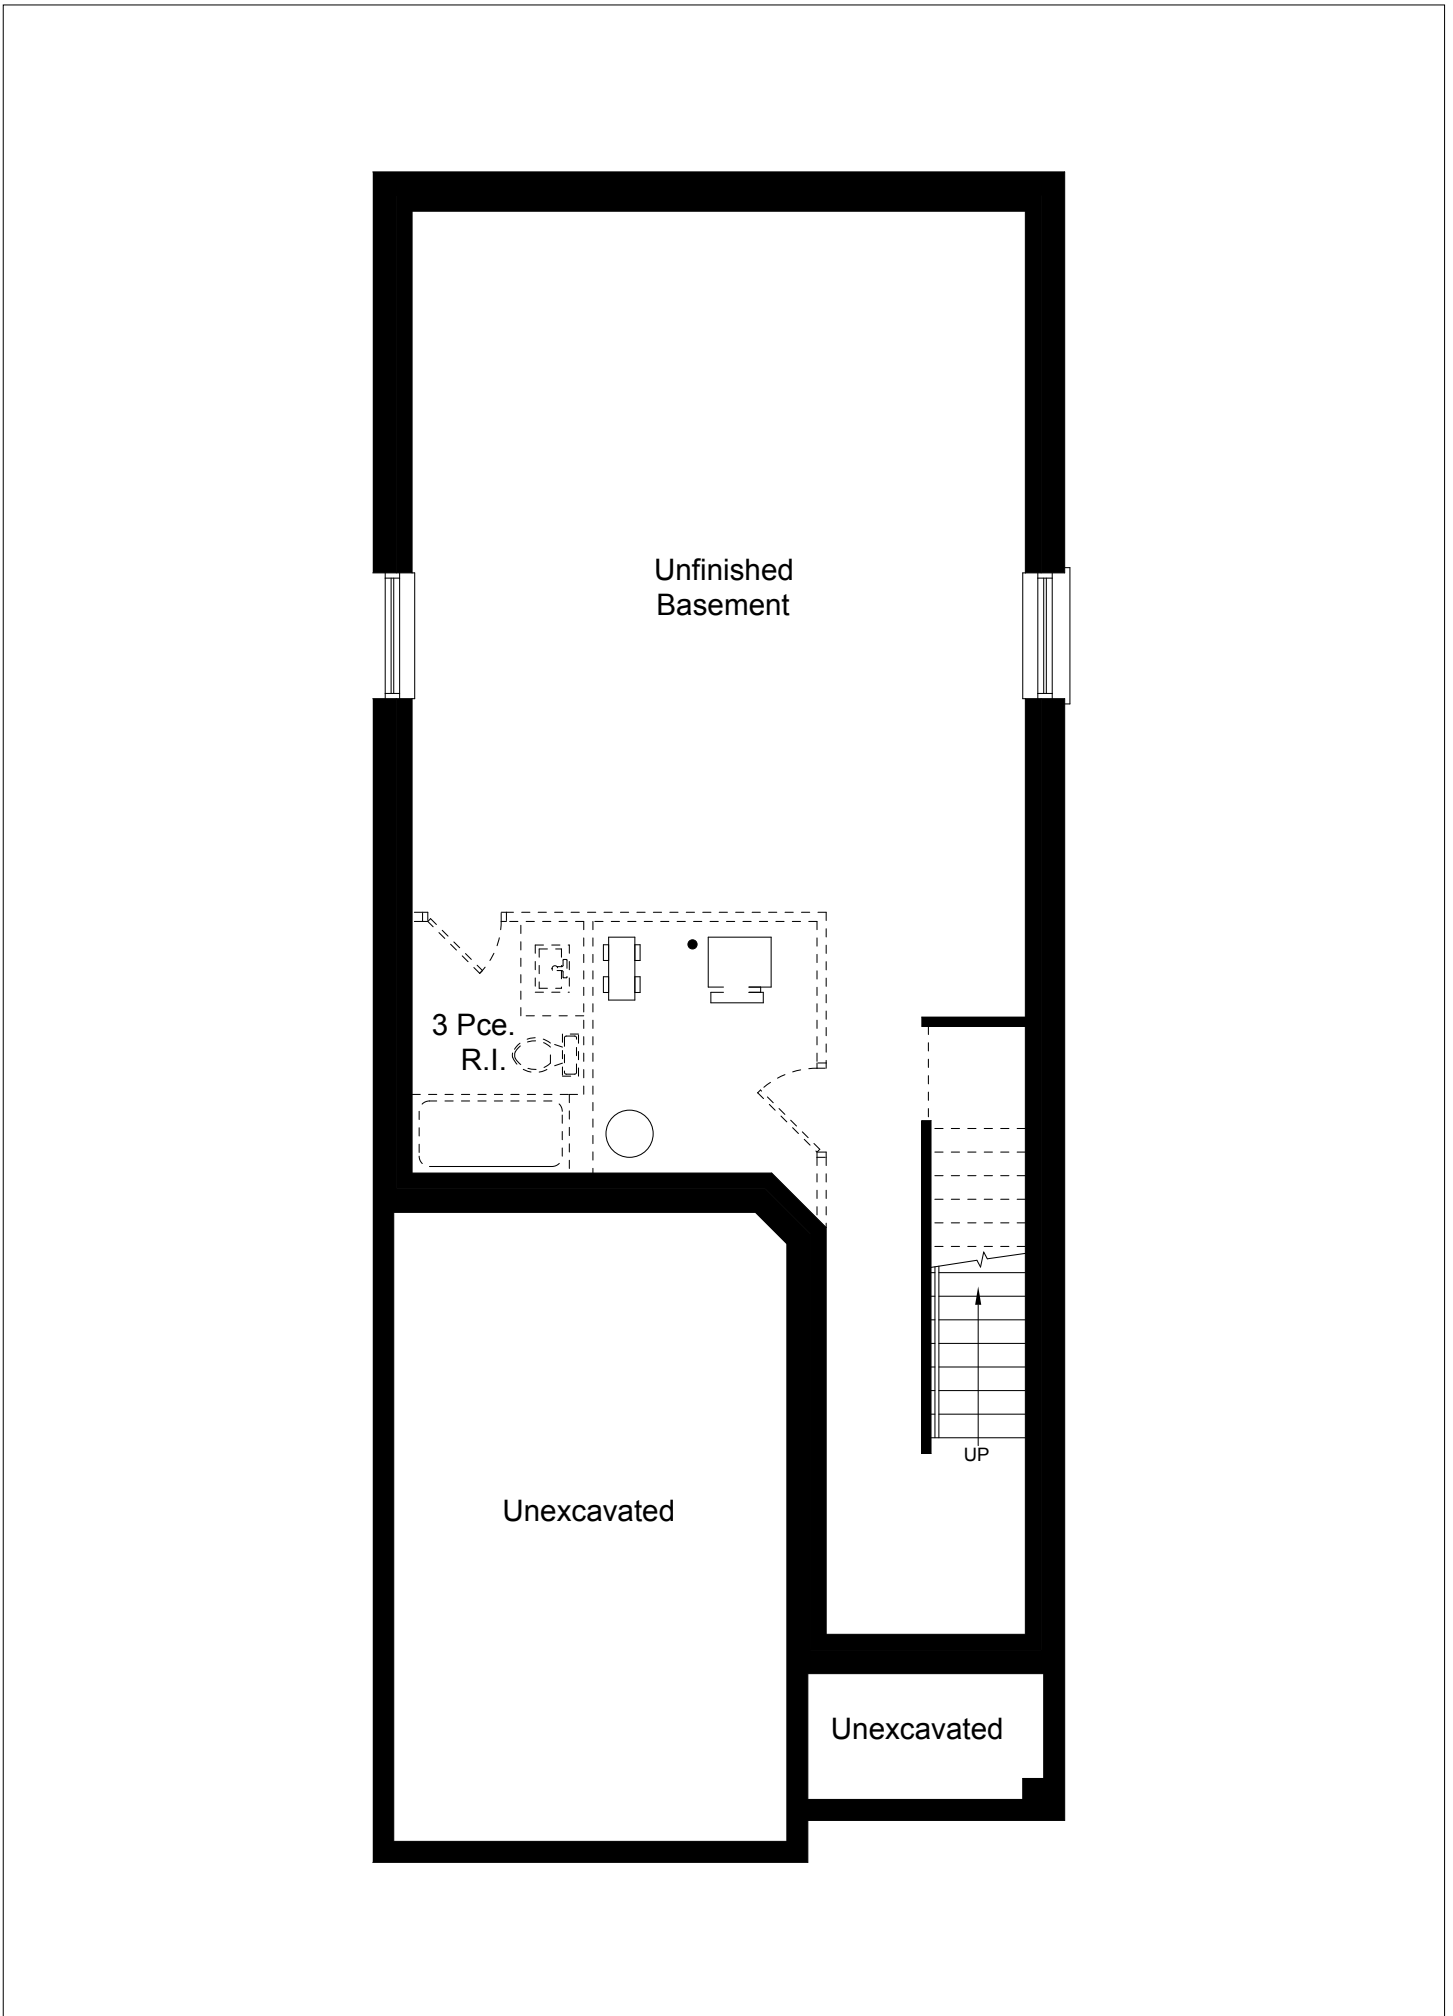 Unfinished
Basement
3 Pce.
R.I.
UP
Unexcavated
Unexcavated